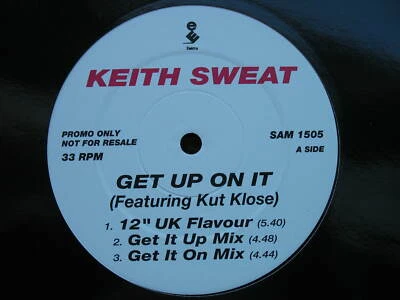 Elektra
KEITH SWEAT
PROMO ONLY
NOT FOR RESALE
33 RPM
SAM 1505
A SIDE
GET UP ON IT
(Featuring Kut Klose)
1. 12" UK Flavour (5.40)
2. Get It Up Mix (4.48)
3. Get It On Mix (4.44)